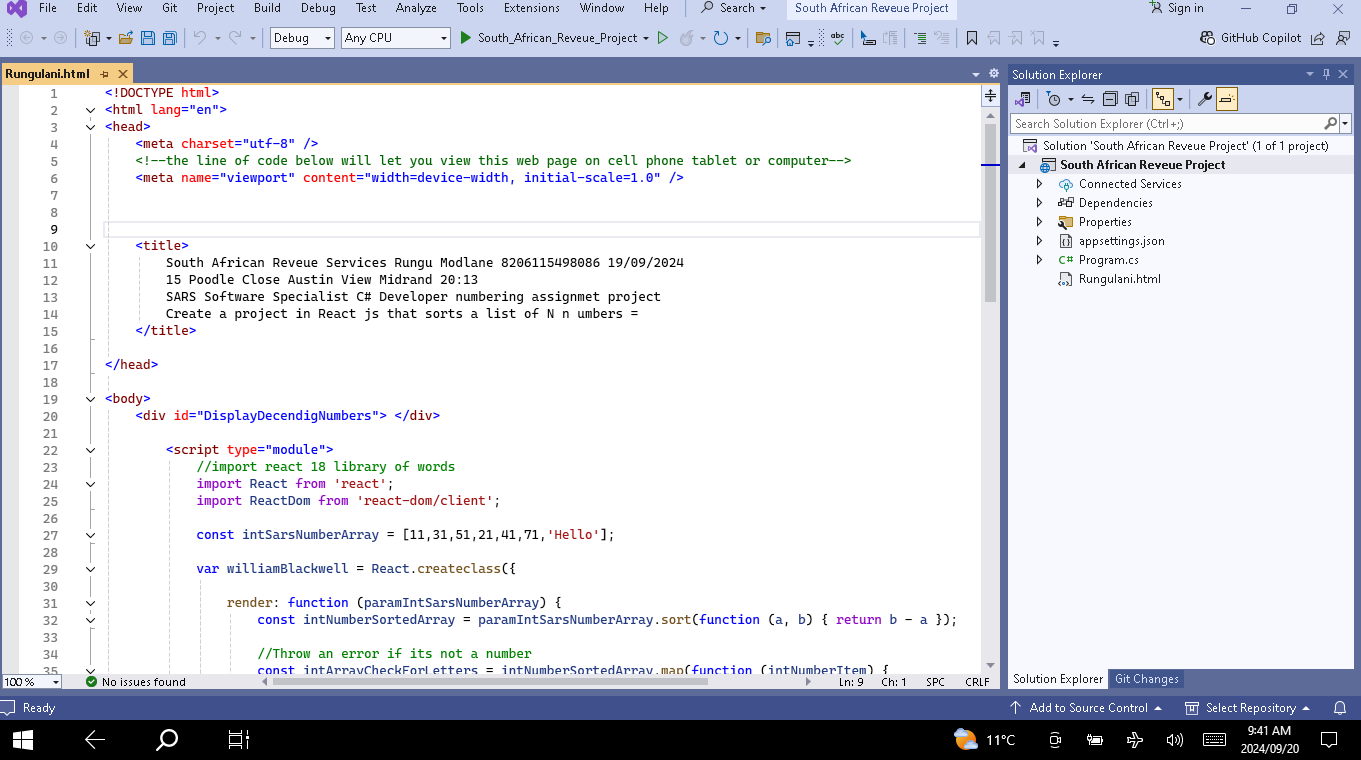 File Edit View Git Project Build Debug Test Analyze Tools Extensions Window Help Search South African Reveue Project Sign in
Debug Any CPU South_African_Reveue_Project abc GitHub Copilot
Rungulani.html
1 <!DOCTYPE html>
2 <html lang="en">
3 <head>
4 <meta charset="utf-8" />
5 <!--the line of code below will let you view this web page on cell phone tablet or computer-->
6 <meta name="viewport" content="width=device-width, initial-scale=1.0" />
7
8
9
10 <title>
11 South African Reveue Services Rungu Modlane 8206115498086 19/09/2024
12 15 Poodle Close Austin View Midrand 20:13
13 SARS Software Specialist C# Developer numbering assignmet project
14 Create a project in React js that sorts a list of N n umbers =
15 </title>
16
17 </head>
18
19 <body>
20 <div id="DisplayDecendigNumbers"> </div>
21
22 <script type="module">
23 //import react 18 library of words
24 import React from 'react';
25 import ReactDom from 'react-dom/client';
26
27 const intSarsNumberArray = [11,31,51,21,41,71,'Hello'];
28
29 var williamBlackwell = React.createclass({
30
31 render: function (paramIntSarsNumberArray) {
32 const intNumberSortedArray = paramIntSarsNumberArray.sort(function (a, b) { return b - a });
33
34 //Throw an error if its not a number
35 const intArrayCheckForLetters = intNumberSortedArray.map(function (intNumberItem) {
100 % No issues found Ln: 9 Ch: 1 SPC CRLF
Solution Explorer
Search Solution Explorer (Ctrl+;)
Solution 'South African Reveue Project' (1 of 1 project)
South African Reveue Project
Connected Services
Dependencies
Properties
appsettings.json
C# Program.cs
Rungulani.html
Solution Explorer Git Changes
Ready Add to Source Control Select Repository
11°C
9:41 AM
2024/09/20